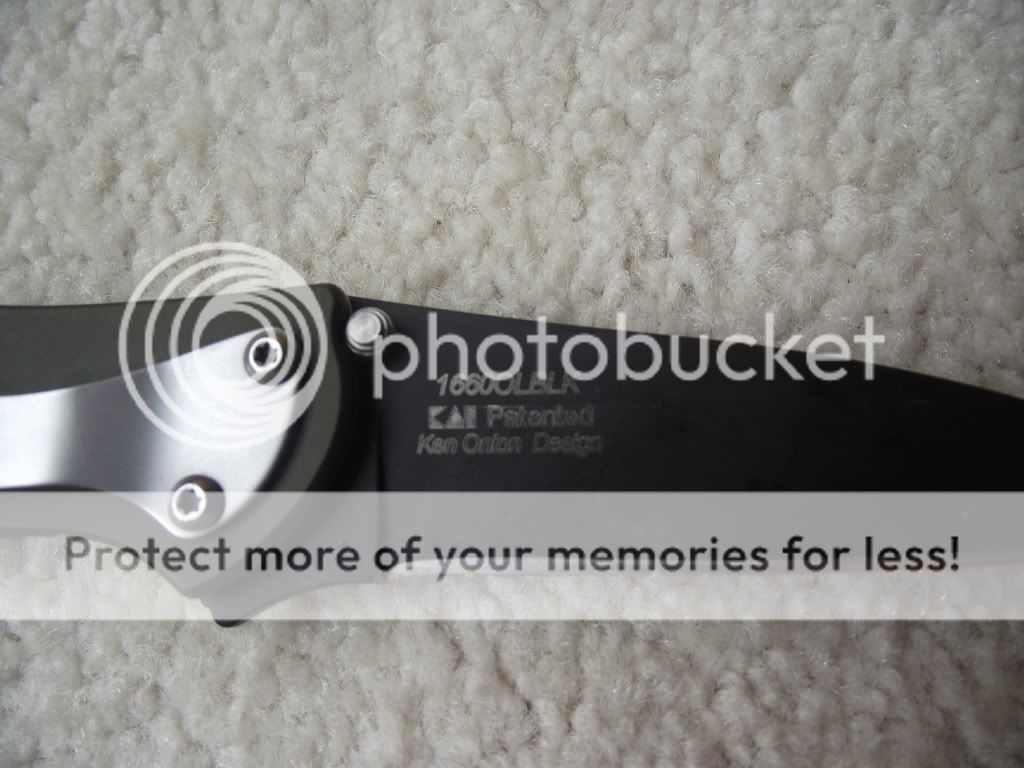 photobucket
1660OLBLK
KAI Patented
Ken Onion Design
Protect more of your memories for less!